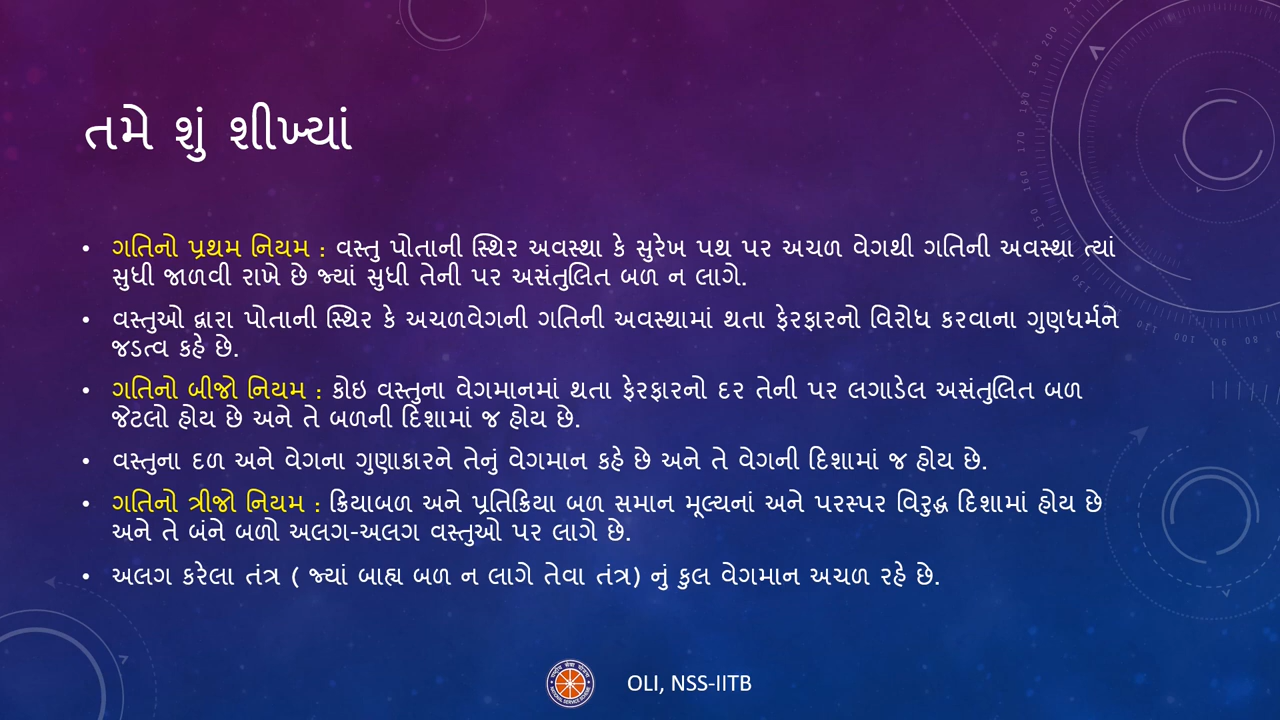 તમે શું શીખ્યાં
• ગતિનો પ્રથમ નિયમ : વસ્તુ પોતાની સ્થિર અવસ્થા કે સુરેખ પથ પર અચળ વેગથી ગતિની અવસ્થા ત્યાં
સુધી જાળવી રાખે છે જ્યાં સુધી તેની પર અસંતુલિત બળ ન લાગે.
• વસ્તુઓ દ્વારા પોતાની સ્થિર કે અચળવેગની ગતિની અવસ્થામાં થતા ફેરફારનો વિરોધ કરવાના ગુણધર્મને
જડત્વ કહે છે.
• ગતિનો બીજો નિયમ : કોઇ વસ્તુના વેગમાનમાં થતા ફેરફારનો દર તેની પર લગાડેલ અસંતુલિત બળ
જેટલો હોય છે અને તે બળની દિશામાં જ હોય છે.
• વસ્તુના દળ અને વેગના ગુણાકારને તેનું વેગમાન કહે છે અને તે વેગની દિશામાં જ હોય છે.
• ગતિનો ત્રીજો નિયમ : ક્રિયાબળ અને પ્રતિક્રિયા બળ સમાન મૂલ્યનાં અને પરસ્પર વિરુદ્ધ દિશામાં હોય છે
અને તે બંને બળો અલગ-અલગ વસ્તુઓ પર લાગે છે.
• અલગ કરેલા તંત્ર ( જ્યાં બાહ્ય બળ ન લાગે તેવા તંત્ર) નું કુલ વેગમાન અચળ રહે છે.
OLI, NSS-IITB